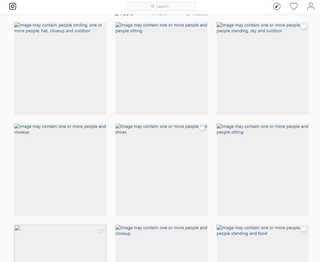 Search
Image may contain: people smiling, one or
more people, hat, closeup and outdoor
Image may contain: one or more people and
people sitting
Image may contain: one or more people,
people standing, sky and outdoor
Image may contain: one or more people and
closeup
Image may contain: one or more people and
shoes
Image may contain: one or more people and
people sitting
Image may contain: one or more people and
closeup
Image may contain: one or more people,
people standing and food